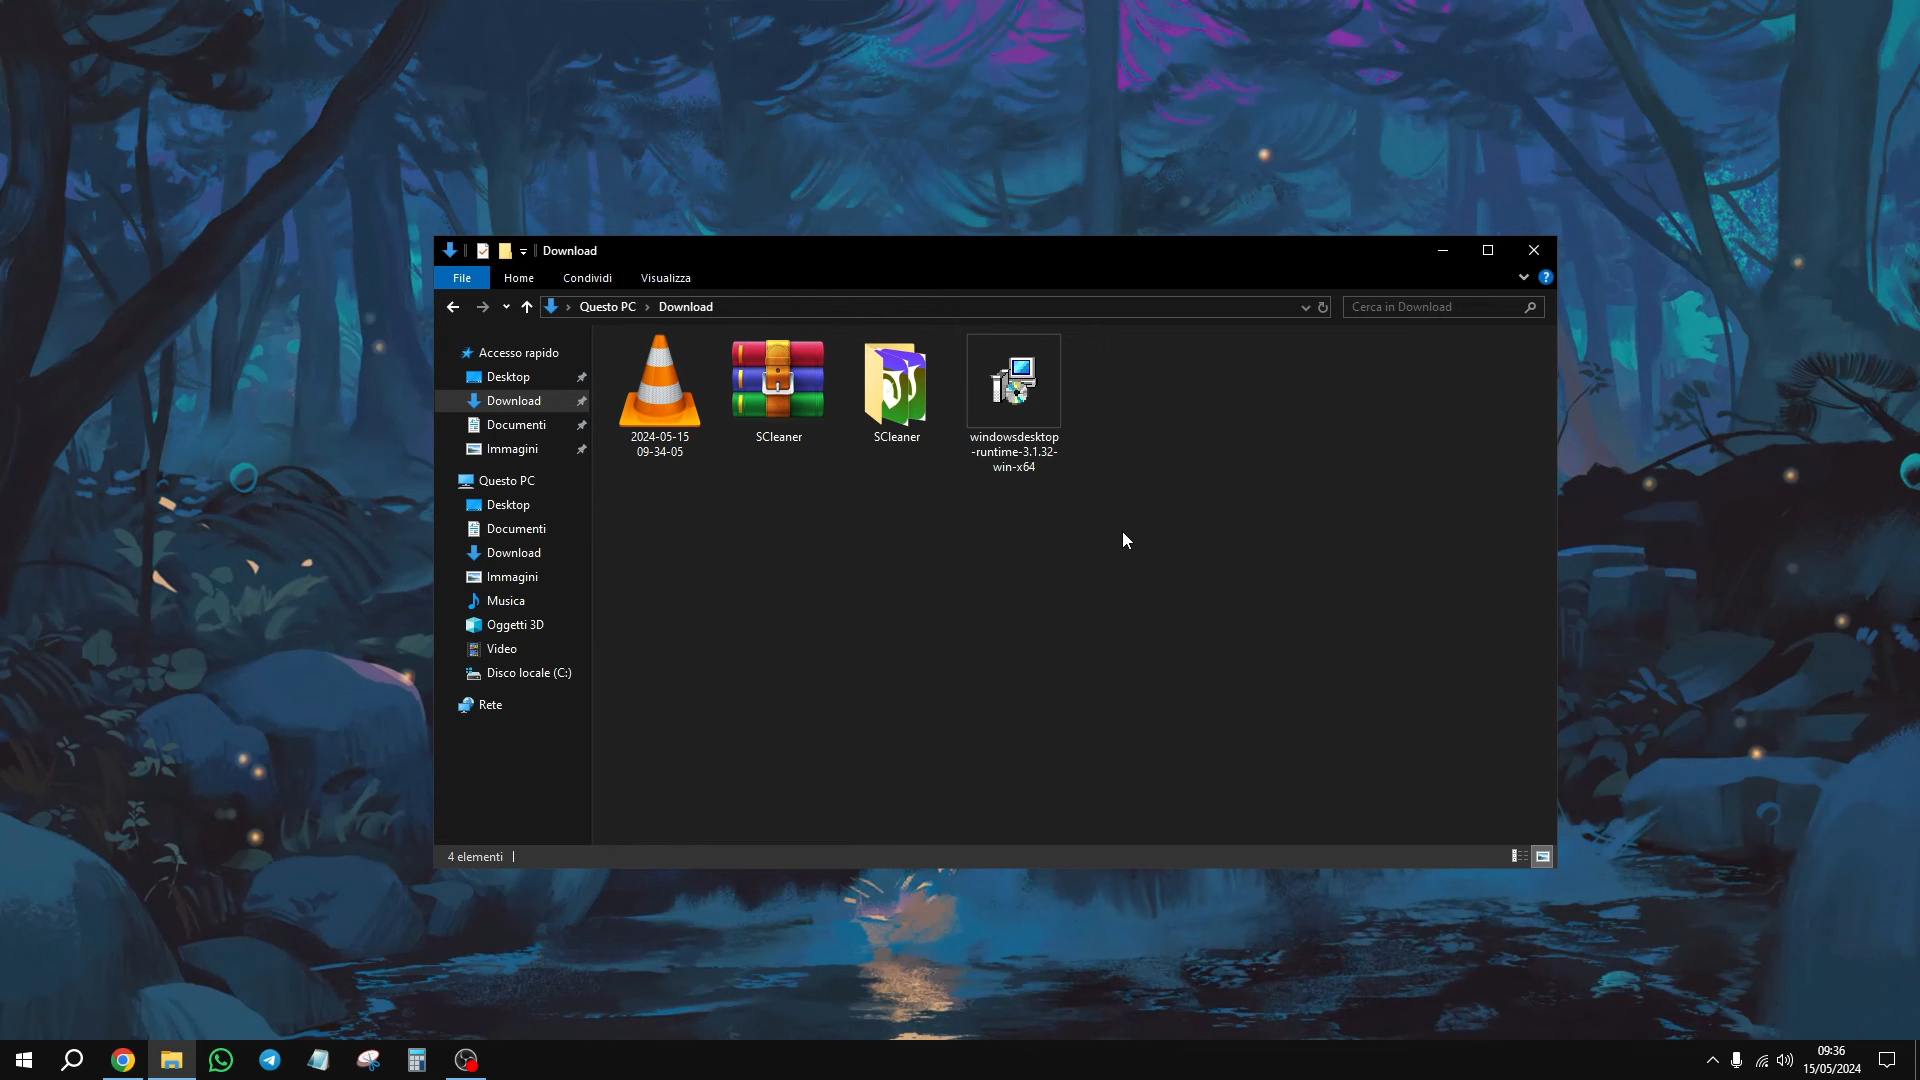 Download
File
Home
Condividi
Visualizza
Questo PC
Download
Cerca in Download
Accesso rapido
Desktop
Download
Documenti
Immagini
Questo PC
Desktop
Documenti
Download
Immagini
Musica
Oggetti 3D
Video
Disco locale (C:)
Rete
2024-05-15
09-34-05
SCleaner
SCleaner
windowsdesktop
-runtime-3.1.32-
win-x64
4 elementi
09:36
15/05/2024